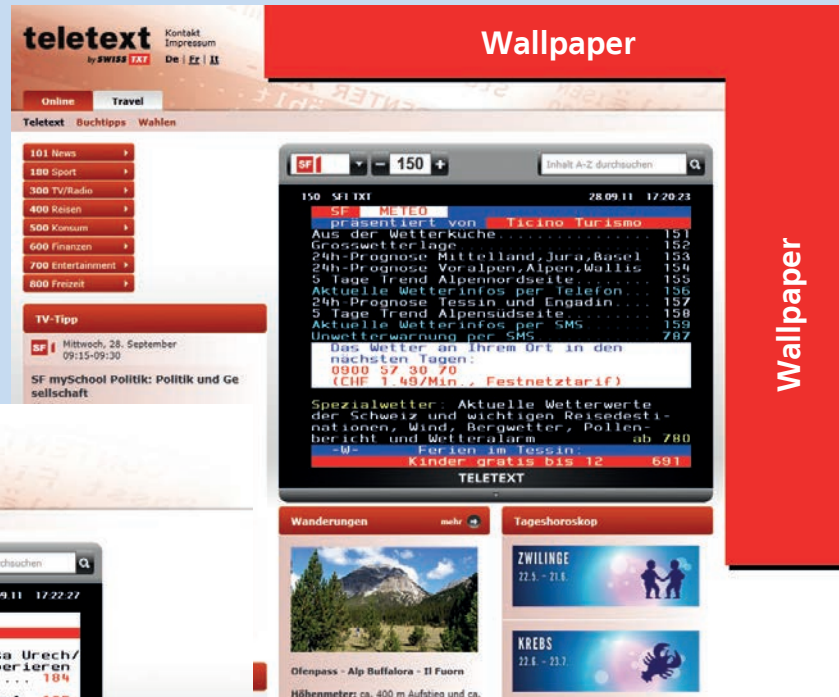 teletext
by SWISS TXT
Kontakt
Impressum
De | Fr | It
Wallpaper
Wallpaper
Online
Travel
Teletext Buchtipps Wahlen
101 News
180 Sport
300 TV/Radio
400 Reisen
500 Konsum
600 Finanzen
700 Entertainment
800 Freizeit
TV-Tipp
SF
Mittwoch, 28. September
09:15-09:30
SF mySchool Politik: Politik und Ge
sellschaft
SF - 150 +
Inhalt A-Z durchsuchen
150 SF1 TXT 28.09.11 17:20:23
SF METEO
präsentiert von Ticino Turismo
Aus der Wetterküche................ 151
Grosswetterlage.................... 152
24h-Prognose Mittelland,Jura,Basel 153
24h-Prognose Voralpen,Alpen,Wallis 154
5 Tage Trend Alpennordseite........ 155
Aktuelle Wetterinfos per Telefon... 156
24h-Prognose Tessin und Engadin.... 157
5 Tage Trend Alpensüdseite......... 158
Aktuelle Wetterinfos per SMS....... 159
Unwetterwarnung per SMS............ 787
Das Wetter an Ihrem Ort in den
nächsten Tagen:
0900 57 30 70
(CHF 1.49/Min., Festnetztarif)
Spezialwetter: Aktuelle Wetterwerte
der Schweiz und wichtigen Reisedesti-
nationen, Wind, Bergwetter, Pollen-
bericht und Wetteralarm ab 780
-W- Ferien im Tessin:
Kinder gratis bis 12 691
TELETEXT
chsuchen
9.11 17:22:27
sa Urech/
perieren
.... 184
Wanderungen mehr
Ofenpass - Alp Buffalora - Il Fuorn
Höhenmeter: ca. 400 m Aufstieg und ca.
Tageshoroskop
ZWILINGE
22.5. - 21.6.
KREBS
22.6. - 23.7.